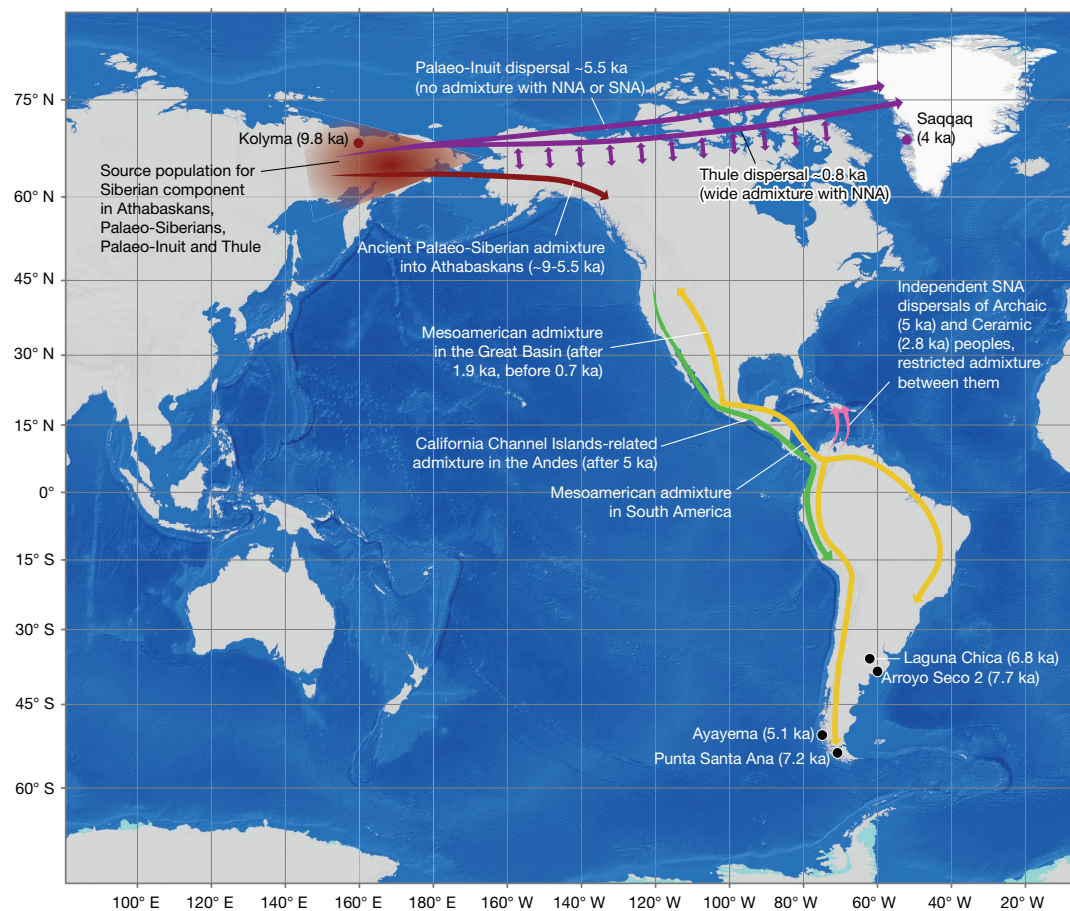 Palaeo-Inuit dispersal ~5.5 ka
(no admixture with NNA or SNA)
75° N
Kolyma (9.8 ka)
Saqqaq
(4 ka)
Source population for
Siberian component
in Athabaskans,
Palaeo-Siberians,
Palaeo-Inuit and Thule
Thule dispersal ~0.8 ka
(wide admixture with NNA)
60° N
Ancient Palaeo-Siberian admixture
into Athabaskans (~9-5.5 ka)
45° N
Independent SNA
dispersals of Archaic
(5 ka) and Ceramic
(2.8 ka) peoples,
restricted admixture
between them
Mesoamerican admixture
in the Great Basin (after
1.9 ka, before 0.7 ka)
30° N
15° N
California Channel Islands-related
admixture in the Andes (after 5 ka)
Mesoamerican admixture
in South America
0°
15° S
30° S
Laguna Chica (6.8 ka)
Arroyo Seco 2 (7.7 ka)
45° S
Ayayema (5.1 ka)
Punta Santa Ana (7.2 ka)
60° S
100° E 120° E 140° E 160° E 180° E 160° W 140° W 120° W 100° W 80° W 60° W 40° W 20° W